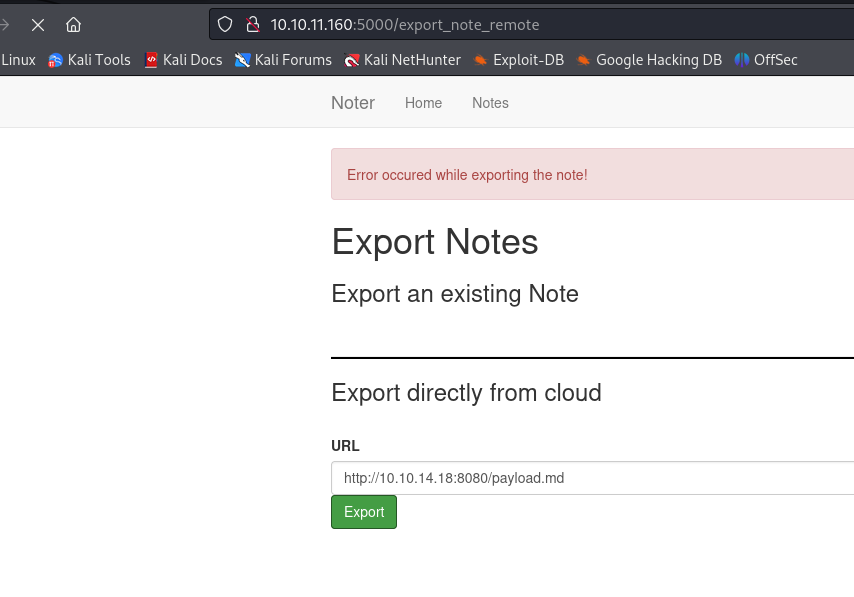 10.10.11.160:5000/export_note_remote
Linux Kali Tools Kali Docs Kali Forums Kali NetHunter Exploit-DB Google Hacking DB OffSec
Noter Home Notes
Error occured while exporting the note!
Export Notes
Export an existing Note
Export directly from cloud
URL
http://10.10.14.18:8080/payload.md
Export